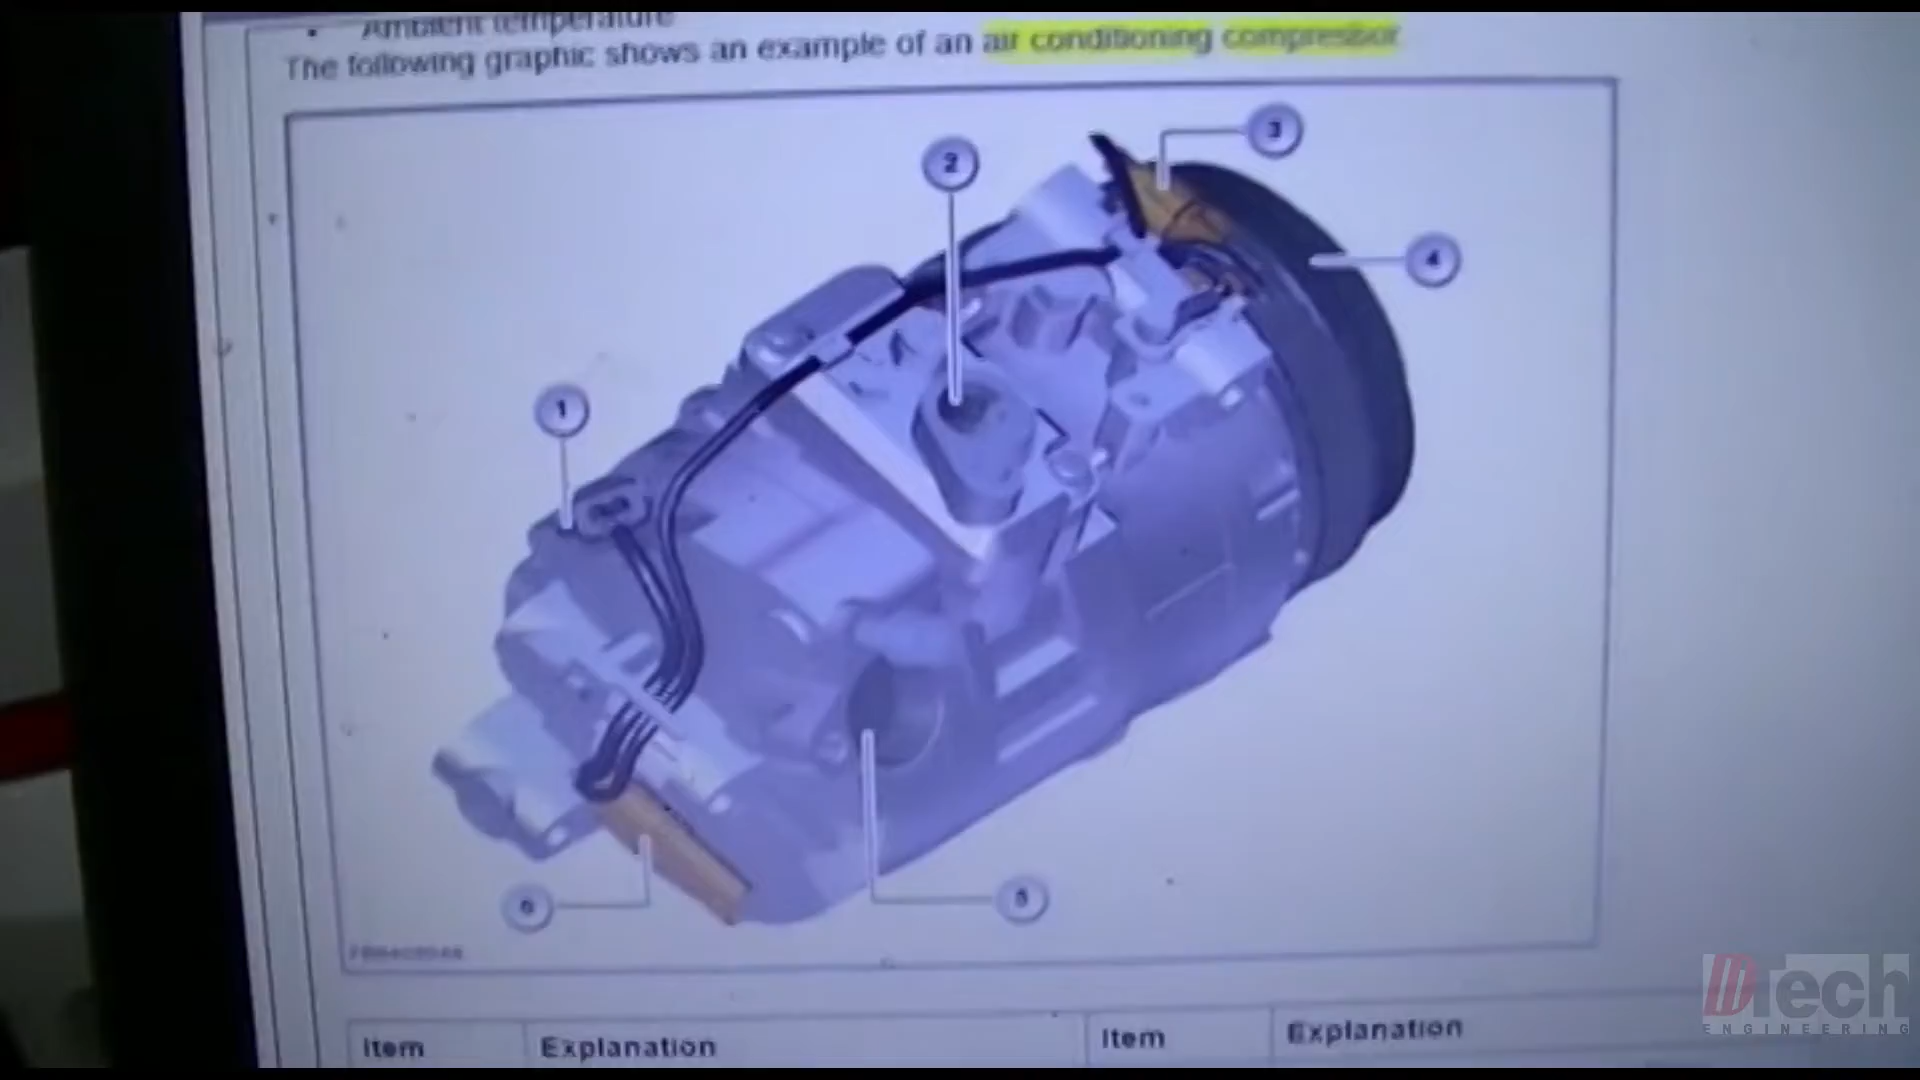 • Ambient temperature
The following graphic shows an example of an air conditioning compressor
3
2
4
1
6
5
Item Explanation Item Explanation
Tech
ENGINEERING